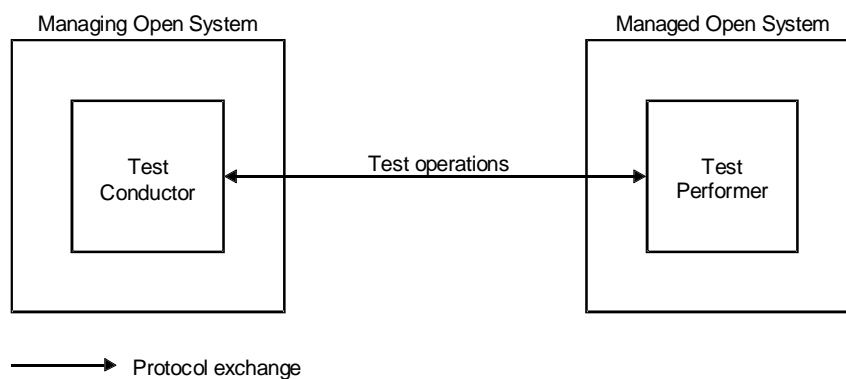 Managing Open System
Managed Open System
Test
Conductor
Test operations
Test
Performer
Protocol exchange